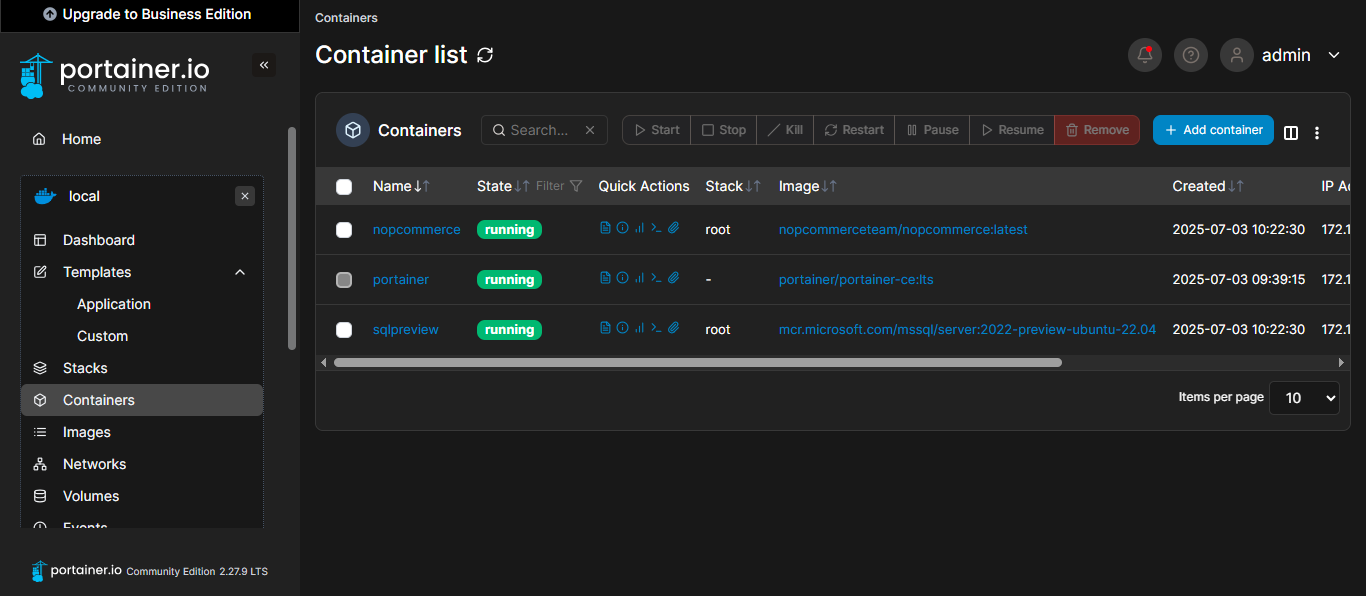 Upgrade to Business Edition
portainer.io
COMMUNITY EDITION
Home
local
Dashboard
Templates
Application
Custom
Stacks
Containers
Images
Networks
Volumes
Events
portainer.io Community Edition 2.27.9 LTS
Containers
Container list
admin
Containers Search... Start Stop Kill Restart Pause Resume Remove Add container
Name State Filter Quick Actions Stack Image Created IP A
nopcommerce running root nopcommerceteam/nopcommerce:latest 2025-07-03 10:22:30 172.1
portainer running - portainer/portainer-ce:lts 2025-07-03 09:39:15 172.1
sqlpreview running root mcr.microsoft.com/mssql/server:2022-preview-ubuntu-22.04 2025-07-03 10:22:30 172.1
Items per page 10